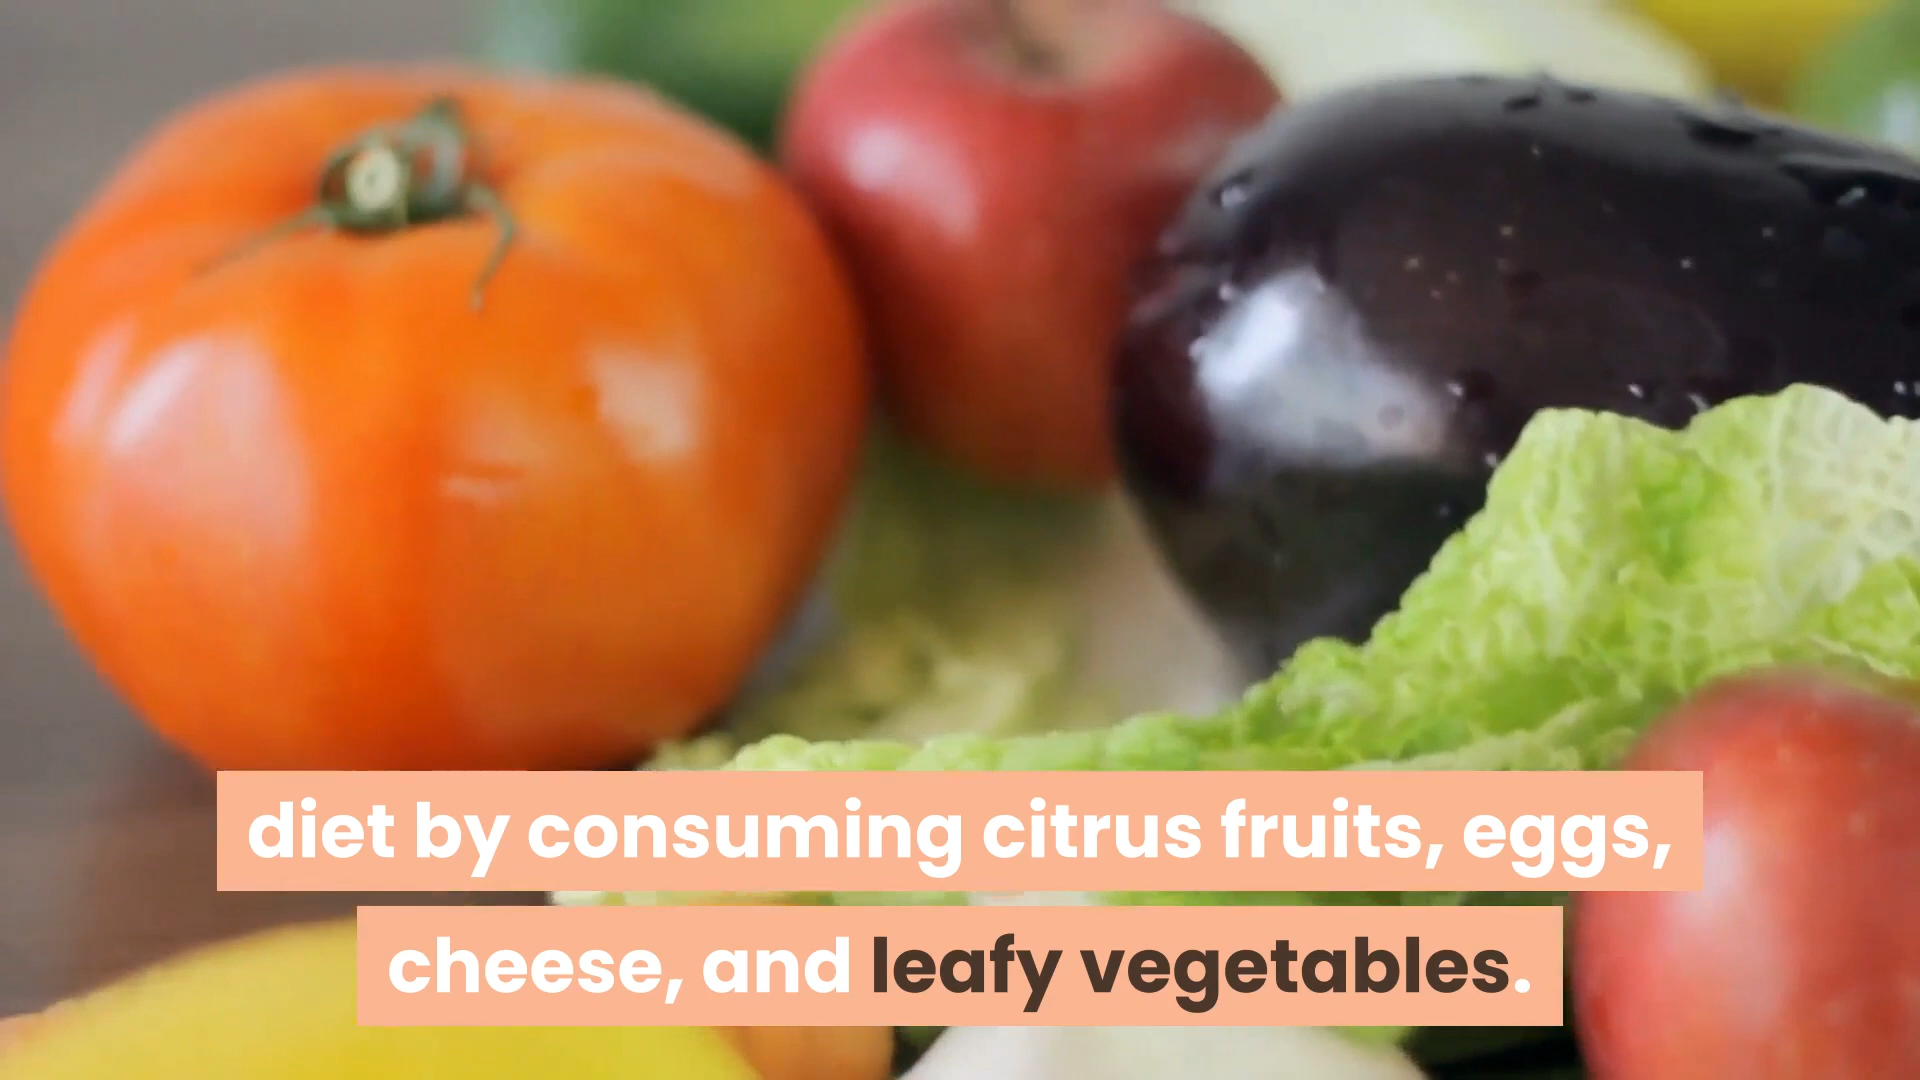 diet by consuming citrus fruits, eggs,
cheese, and leafy vegetables.